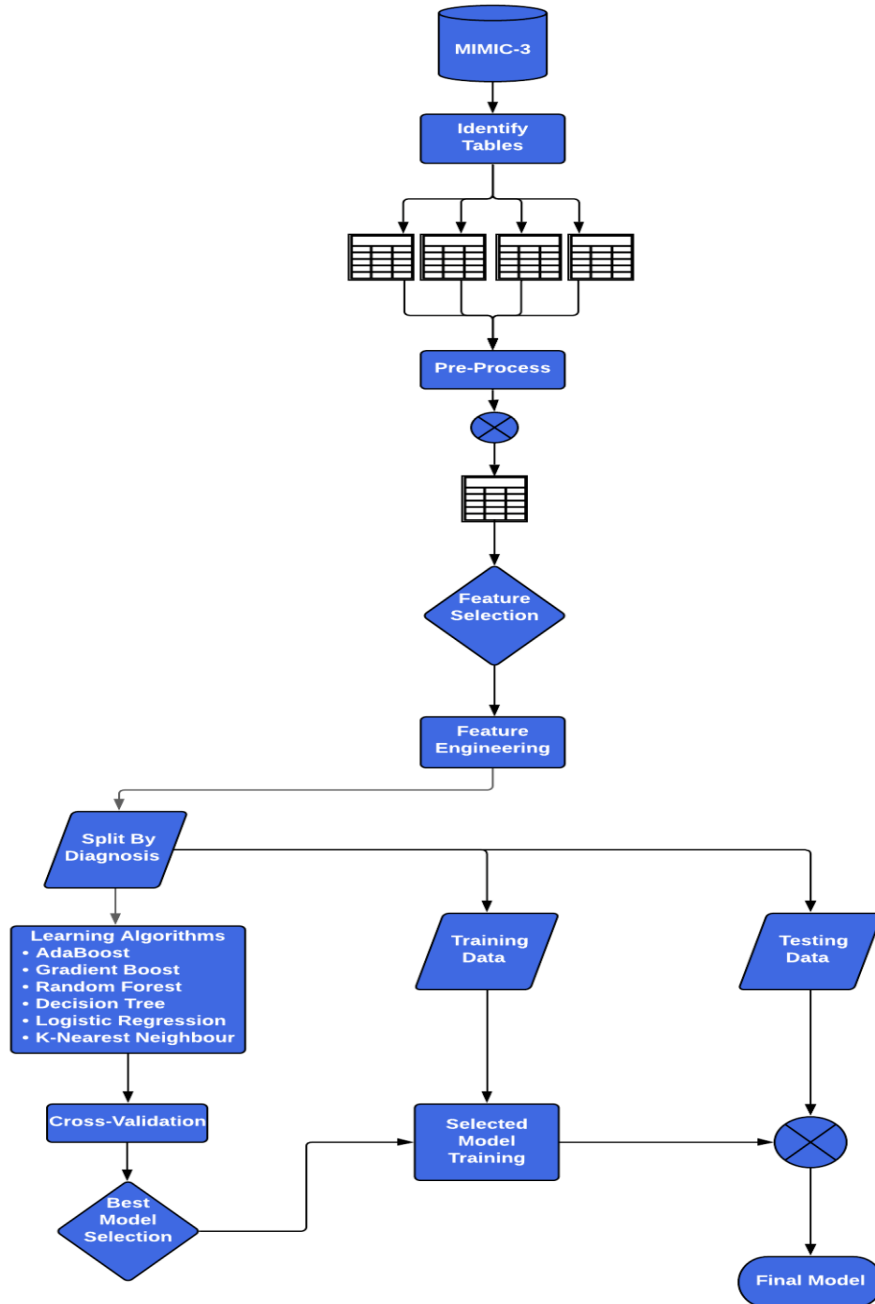 MIMIC-3
Identify
Tables
Pre-Process
Feature
Selection
Feature
Engineering
Split By
Diagnosis
Learning Algorithms
• AdaBoost
• Gradient Boost
• Random Forest
• Decision Tree
• Logistic Regression
• K-Nearest Neighbour
Training
Data
Testing
Data
Cross-Validation
Selected
Model
Training
Best
Model
Selection
Final Model